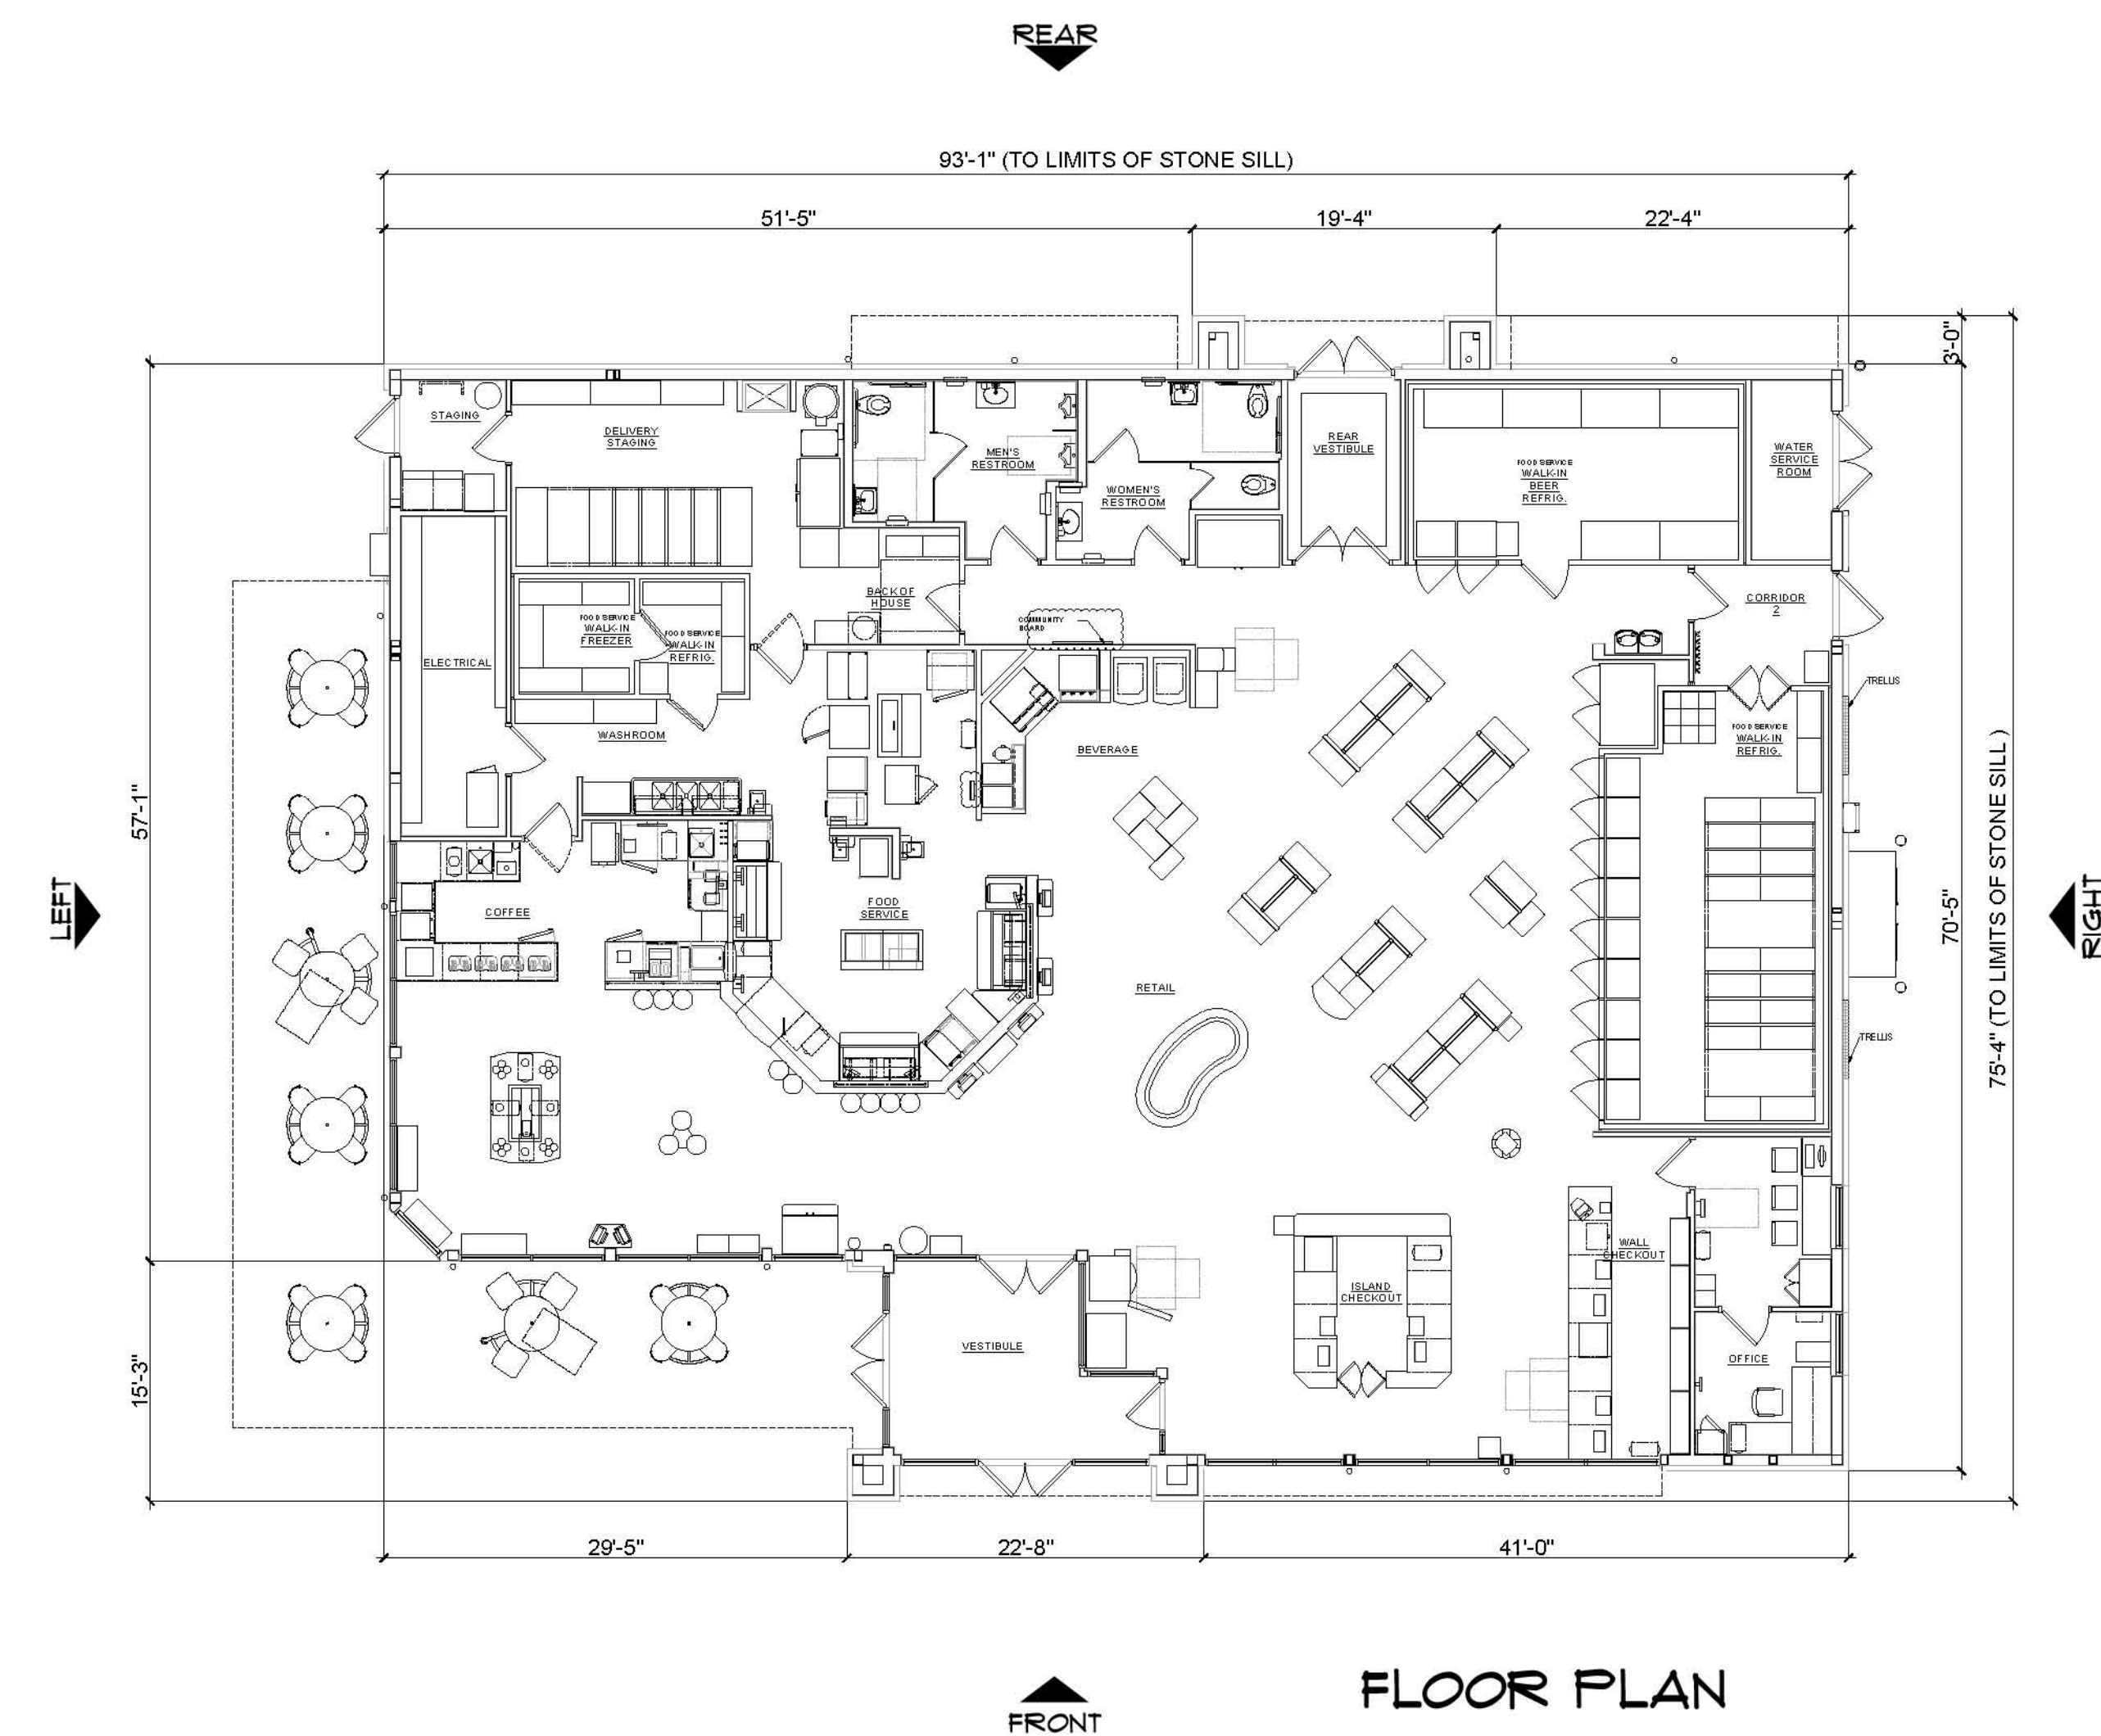 REAR
93'-1" (TO LIMITS OF STONE SILL)
51'-5"
19'-4"
22'-4"
3'-0"
STAGING
DELIVERY
STAGING
MEN'S
RESTROOM
WOMEN'S
RESTROOM
REAR
VESTIBULE
FOOD SERVICE
WALK-IN
BEER
REFRIG.
WATER
SERVICE
ROOM
BACK OF
HOUSE
COMMUNITY
BOARD
CORRIDOR
2
FOOD SERVICE
WALK-IN
FREEZER
FOOD SERVICE
WALK-IN
REFRIG.
ELECTRICAL
WASHROOM
BEVERAGE
FOOD SERVICE
WALK-IN
REFRIG.
TRELLIS
57'-1"
LEFT
COFFEE
FOOD
SERVICE
RETAIL
TRELLIS
70'-5"
75'-4" (TO LIMITS OF STONE SILL )
RIGHT
WALL
CHECKOUT
ISLAND
CHECKOUT
VESTIBULE
OFFICE
15'-3"
29'-5"
22'-8"
41'-0"
FRONT
FLOOR PLAN